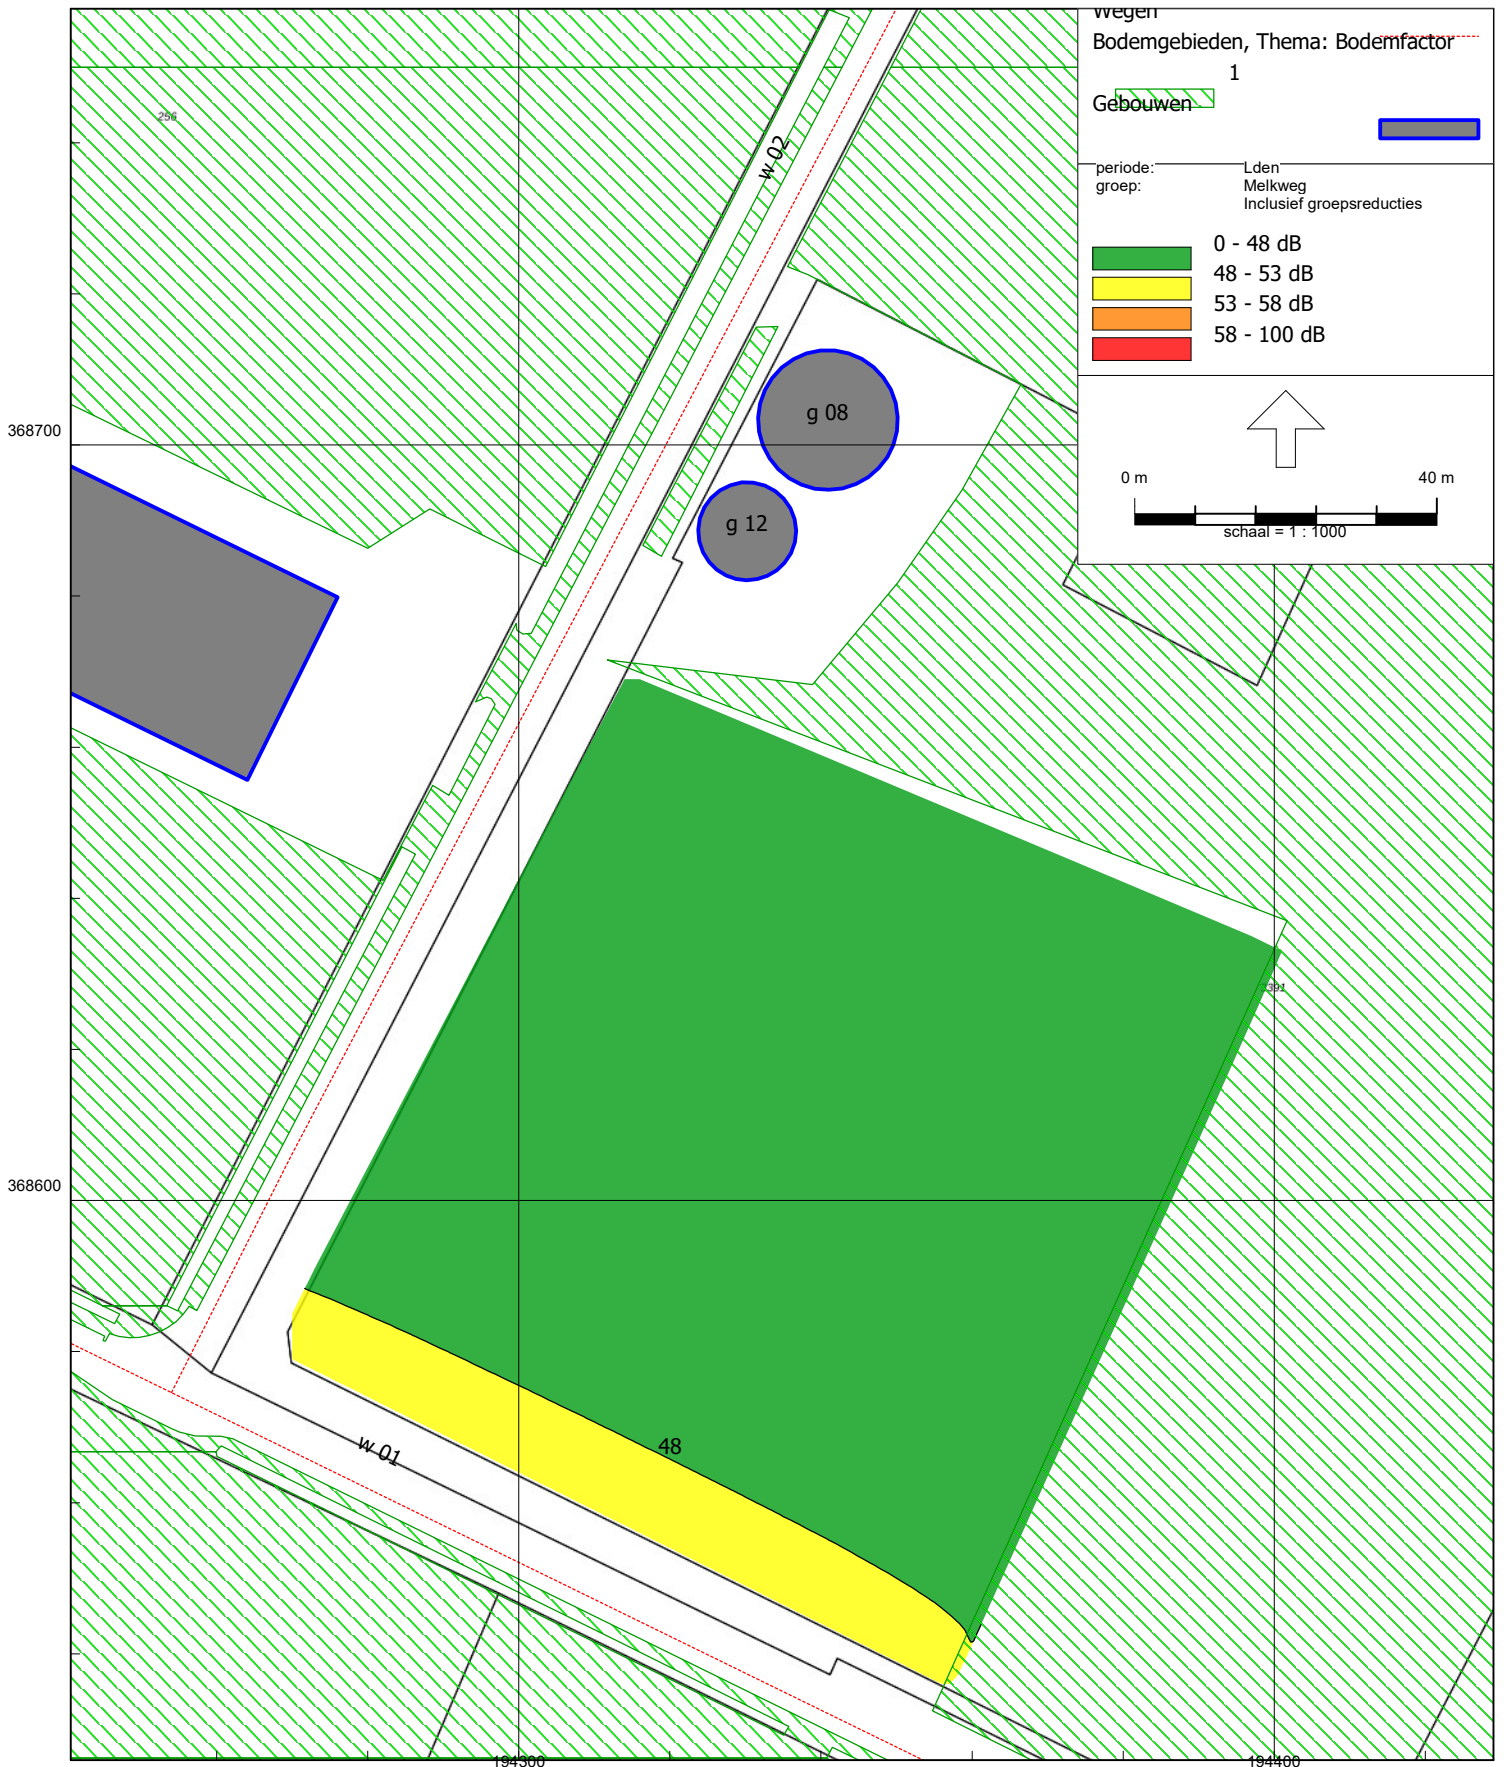 Wegen
Bodemgebieden, Thema: Bodemfactor
1
Gebouwen
periode: Lden
groep: Melkweg
Inclusief groepsreducties
0 - 48 dB
48 - 53 dB
53 - 58 dB
58 - 100 dB
0 m 40 m
schaal = 1 : 1000
256
w 02
g 08
368700
g 12
3391
368600
48
w 01
194300 194400